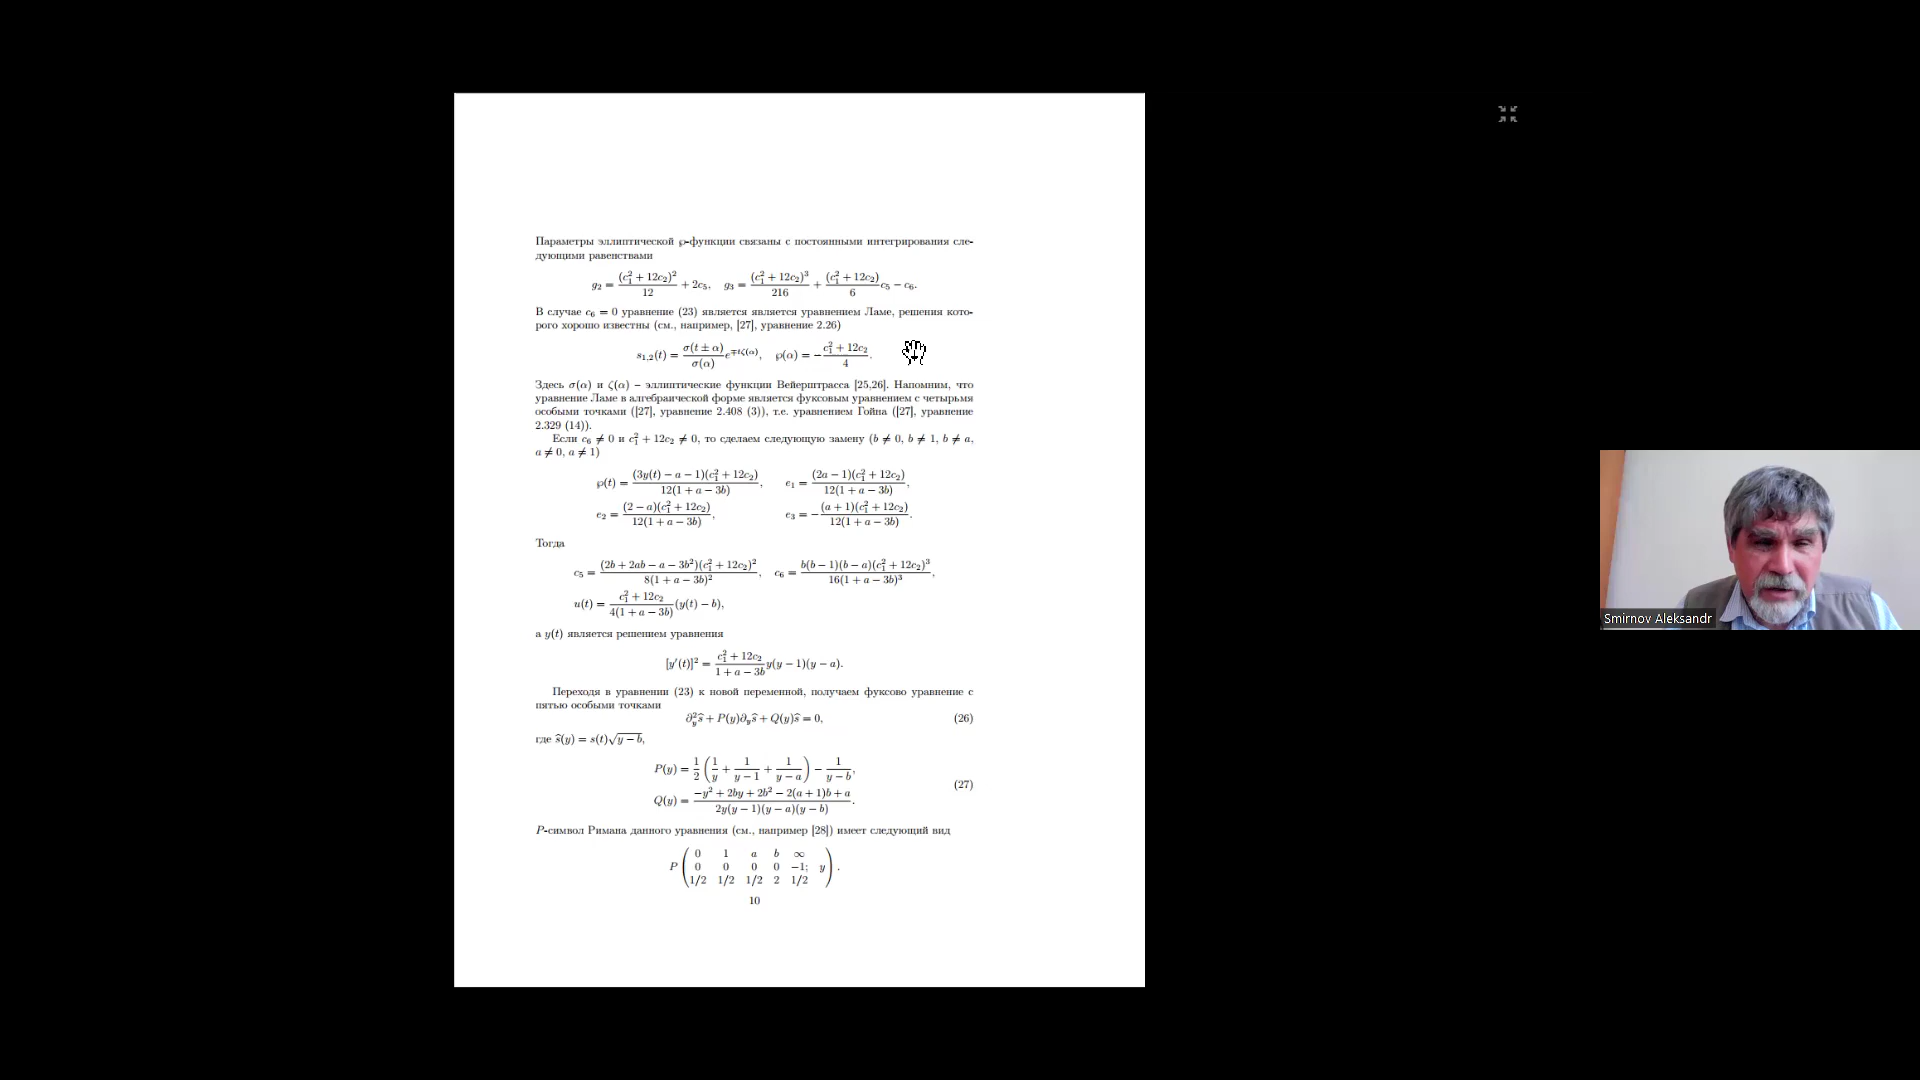 Параметры эллиптической ℘-функции связаны с постоянными интегрирования сле-
дующими равенствами
g₂ = (c₁² + 12c₂)²/12 + 2c₅, g₃ = (c₁² + 12c₂)³/216 + (c₁² + 12c₂)/6 c₅ − c₆.
В случае c₆ = 0 уравнение (23) является является уравнением Ламе, решения кото-
рого хорошо известны (см., например, [27], уравнение 2.26)
s₁,₂(t) = σ(t ± α)/σ(α) e^{∓tζ(α)}, ℘(α) = −(c₁² + 12c₂)/4.
Здесь σ(α) и ζ(α) – эллиптические функции Вейерштрасса [25,26]. Напомним, что
уравнение Ламе в алгебраической форме является фуксовым уравнением с четырьмя
особыми точками ([27], уравнение 2.408 (3)), т.е. уравнением Гойна ([27], уравнение
2.329 (14)).
Если c₆ ≠ 0 и c₁² + 12c₂ ≠ 0, то сделаем следующую замену (b ≠ 0, b ≠ 1, b ≠ a,
a ≠ 0, a ≠ 1)
℘(t) = (3y(t) − a − 1)(c₁² + 12c₂)/12(1 + a − 3b), e₁ = (2a − 1)(c₁² + 12c₂)/12(1 + a − 3b),
e₂ = (2 − a)(c₁² + 12c₂)/12(1 + a − 3b), e₃ = −(a + 1)(c₁² + 12c₂)/12(1 + a − 3b).
Тогда
c₅ = (2b + 2ab − a − 3b²)(c₁² + 12c₂)²/8(1 + a − 3b)², c₆ = b(b − 1)(b − a)(c₁² + 12c₂)³/16(1 + a − 3b)³,
u(t) = (c₁² + 12c₂)/4(1 + a − 3b) (y(t) − b),
а y(t) является решением уравнения
[y′(t)]² = (c₁² + 12c₂)/(1 + a − 3b) y(y − 1)(y − a).
Переходя в уравнении (23) к новой переменной, получаем фуксово уравнение с
пятью особыми точками
∂²_y ŝ + P(y)∂_y ŝ + Q(y)ŝ = 0, (26)
где ŝ(y) = s(t)√(y − b),
P(y) = 1/2 (1/y + 1/(y − 1) + 1/(y − a)) − 1/(y − b),
Q(y) = (−y² + 2by + 2b² − 2(a + 1)b + a)/2y(y − 1)(y − a)(y − b). (27)
P-символ Римана данного уравнения (см., например [28]) имеет следующий вид
0 1 a b ∞
P ( 0 0 0 0 −1; y ) .
1/2 1/2 1/2 2 1/2
10
Smirnov Aleksandr